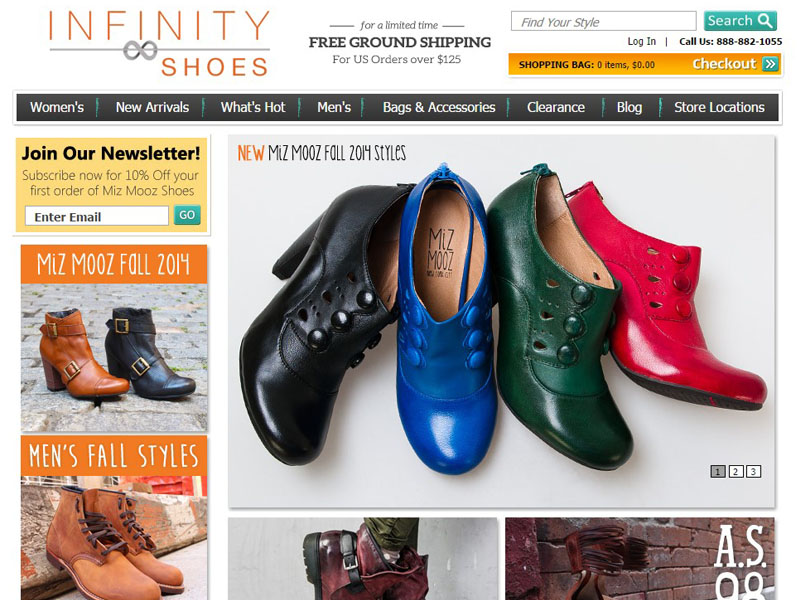 INFINITY
SHOES
for a limited time
FREE GROUND SHIPPING
For US Orders over $125
Find Your Style
Search
Log In | Call Us: 888-882-1055
SHOPPING BAG: 0 items, $0.00 Checkout
Women's New Arrivals What's Hot Men's Bags & Accessories Clearance Blog Store Locations
Join Our Newsletter!
Subscribe now for 10% Off your
first order of Miz Mooz Shoes
Enter Email GO
MiZ MOOZ FALL 2014
MEN'S FALL STYLES
NEW MiZ MOOZ FALL 2014 STYLES
MiZ
MOOZ
1 2 3
A.S.
98